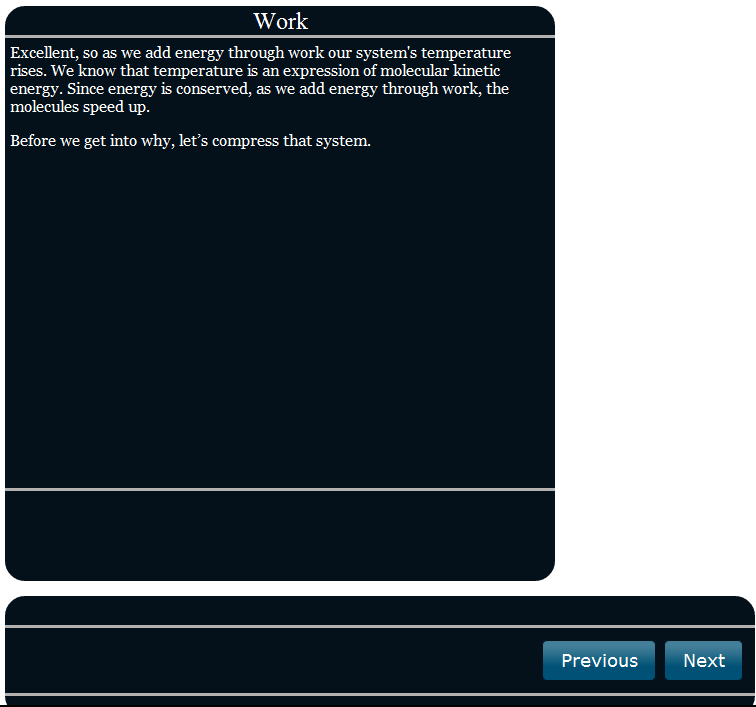 Work
Excellent, so as we add energy through work our system's temperature
rises. We know that temperature is an expression of molecular kinetic
energy. Since energy is conserved, as we add energy through work, the
molecules speed up.
Before we get into why, let’s compress that system.
Previous
Next